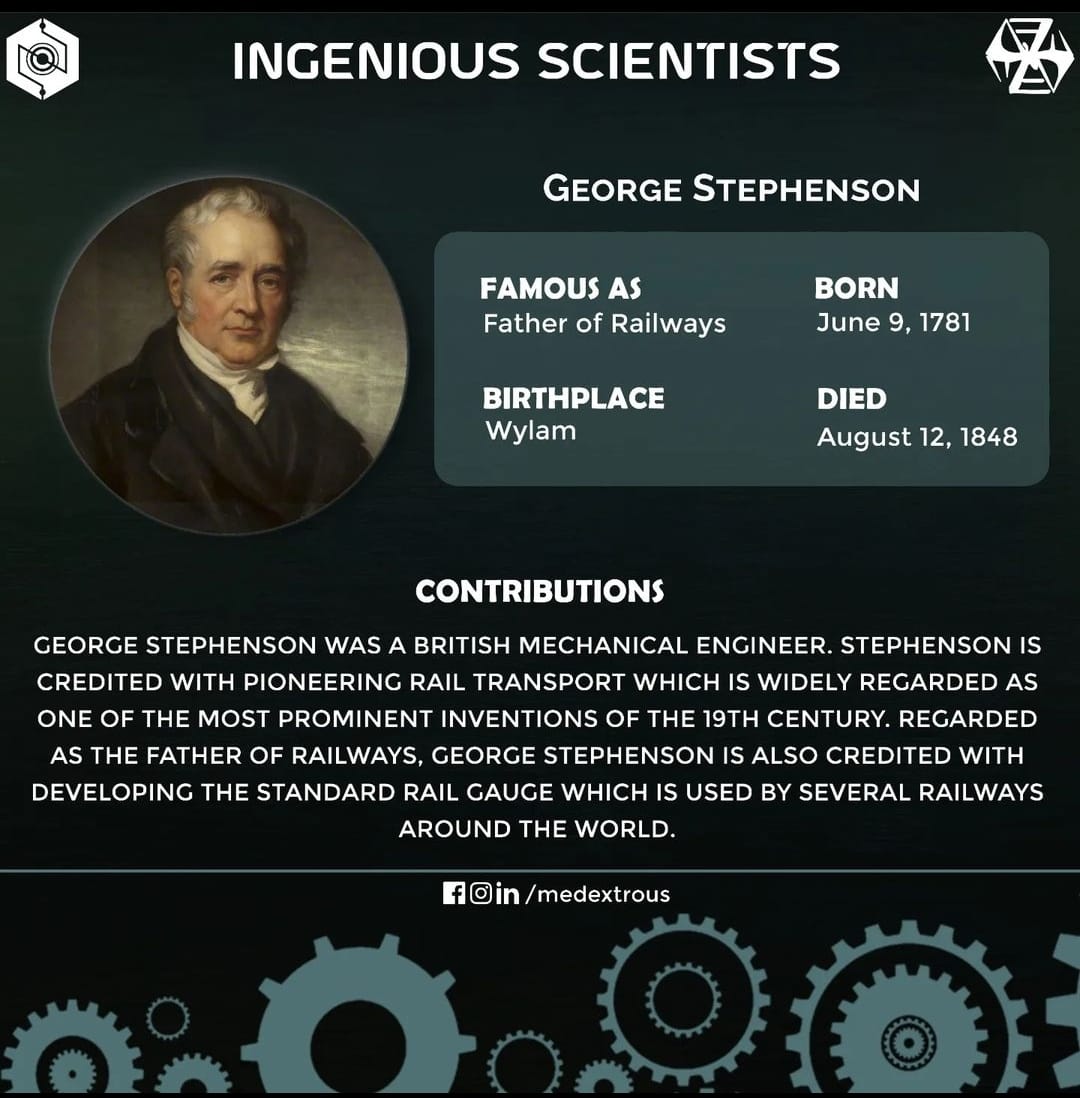 INGENIOUS SCIENTISTS
GEORGE STEPHENSON
FAMOUS AS
Father of Railways
BORN
June 9, 1781
BIRTHPLACE
Wylam
DIED
August 12, 1848
CONTRIBUTIONS
GEORGE STEPHENSON WAS A BRITISH MECHANICAL ENGINEER. STEPHENSON IS
CREDITED WITH PIONEERING RAIL TRANSPORT WHICH IS WIDELY REGARDED AS
ONE OF THE MOST PROMINENT INVENTIONS OF THE 19TH CENTURY. REGARDED
AS THE FATHER OF RAILWAYS, GEORGE STEPHENSON IS ALSO CREDITED WITH
DEVELOPING THE STANDARD RAIL GAUGE WHICH IS USED BY SEVERAL RAILWAYS
AROUND THE WORLD.
/medextrous